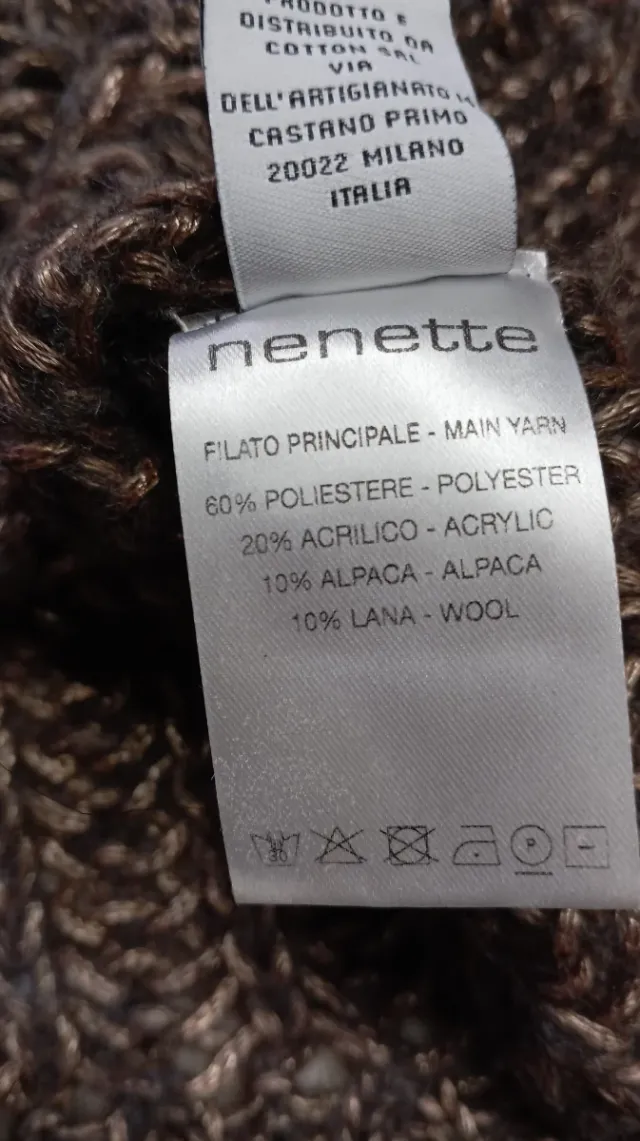 PRODOTTO E
DISTRIBUITO DA
COTTON SRL
VIA
DELL'ARTIGIANATO
CASTANO PRIMO
20022 MILANO
ITALIA
nenette
FILATO PRINCIPALE - MAIN YARN
60% POLIESTERE - POLYESTER
20% ACRILICO - ACRYLIC
10% ALPACA - ALPACA
10% LANA - WOOL
30 P